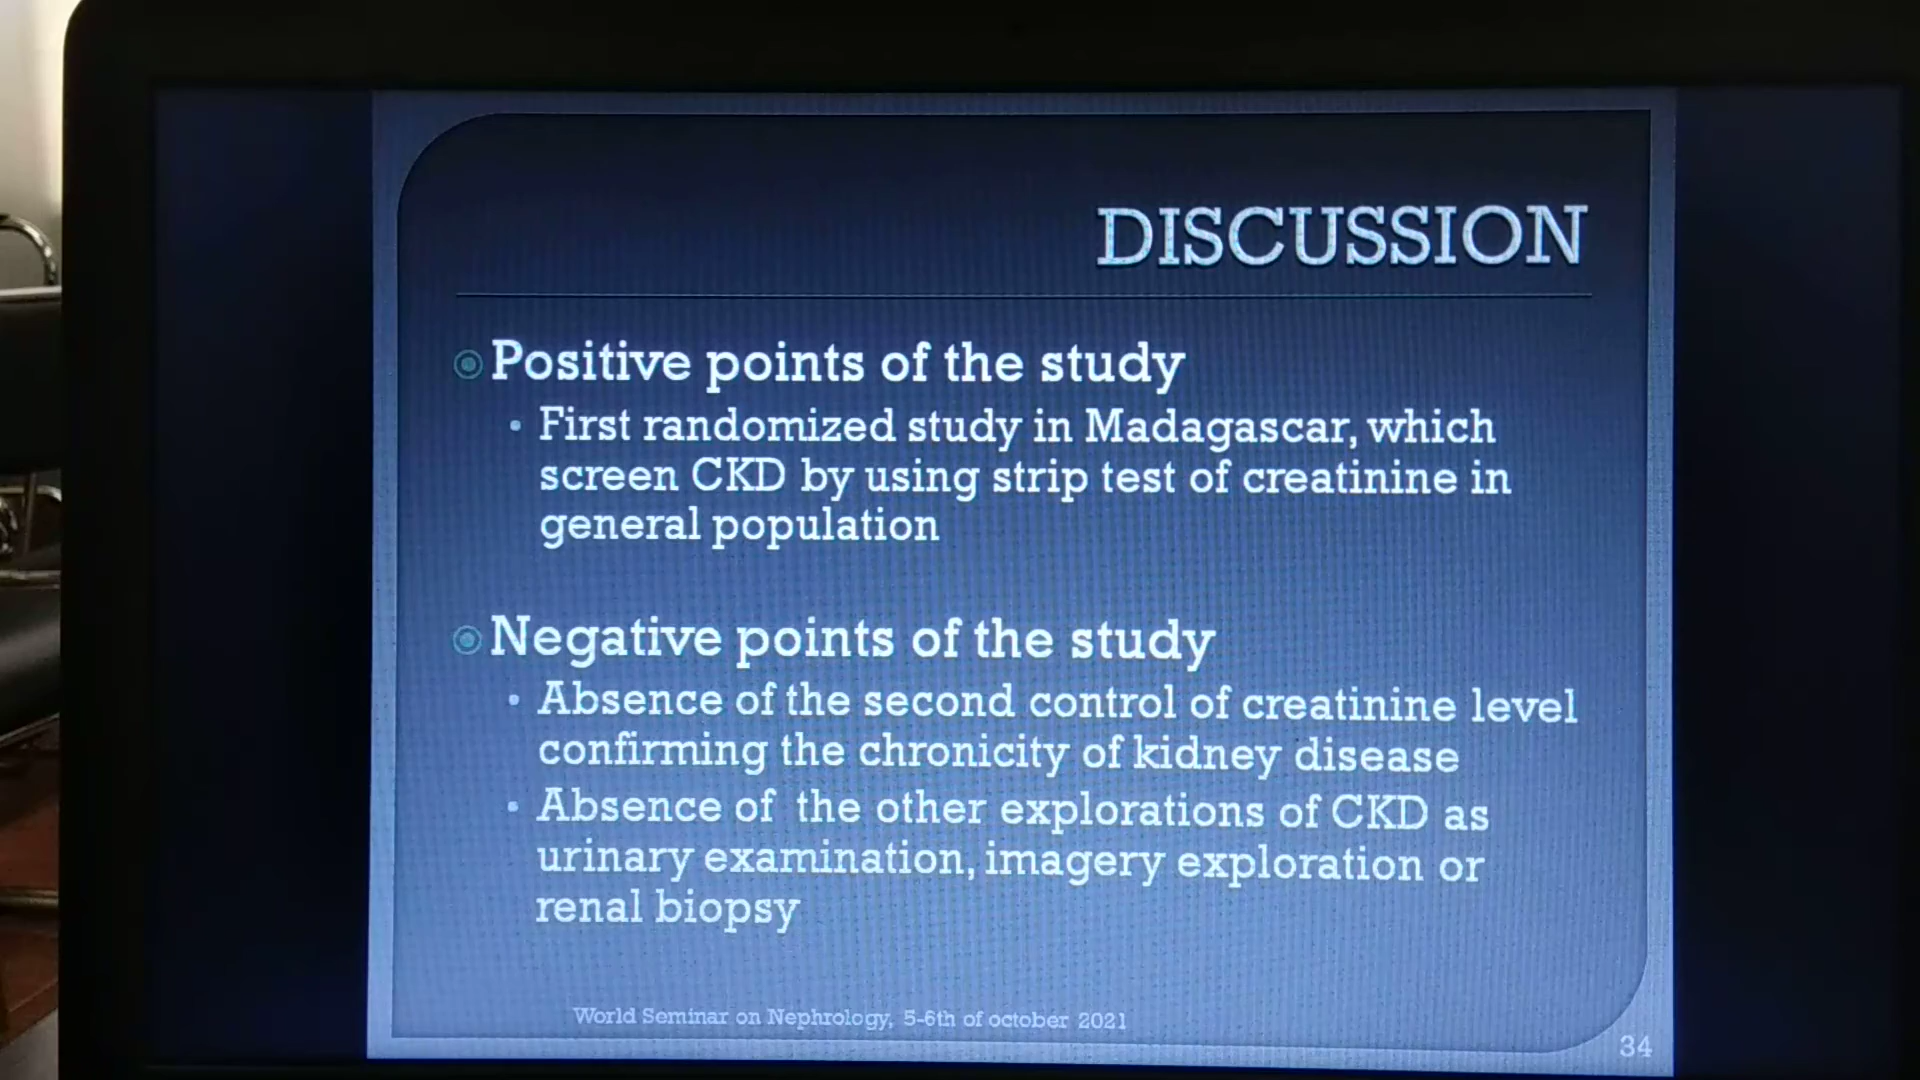 DISCUSSION
Positive points of the study
• First randomized study in Madagascar, which
screen CKD by using strip test of creatinine in
general population
Negative points of the study
• Absence of the second control of creatinine level
confirming the chronicity of kidney disease
• Absence of the other explorations of CKD as
urinary examination, imagery exploration or
renal biopsy
World Seminar on Nephrology, 5-6th of october 2021
34